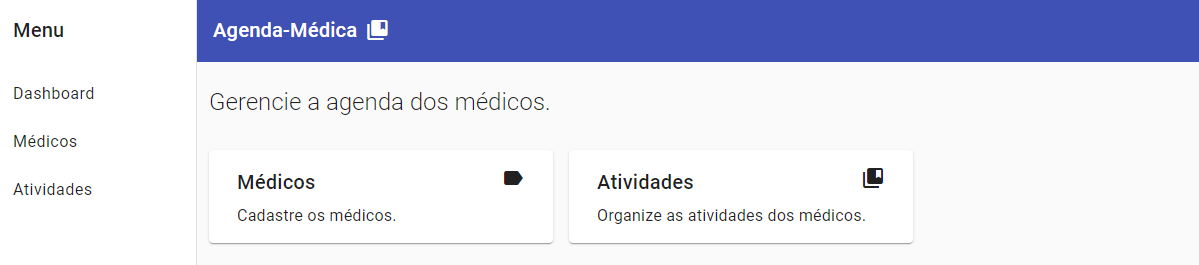 Menu
Dashboard
Médicos
Atividades
Agenda-Médica
Gerencie a agenda dos médicos.
Médicos
Cadastre os médicos.
Atividades
Organize as atividades dos médicos.